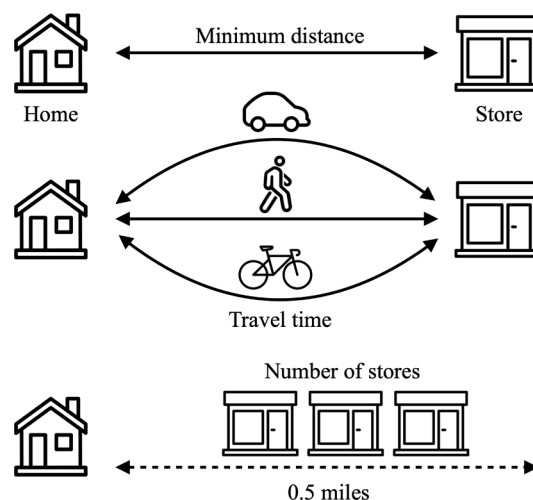 Minimum distance
Home
Store
Travel time
Number of stores
0.5 miles